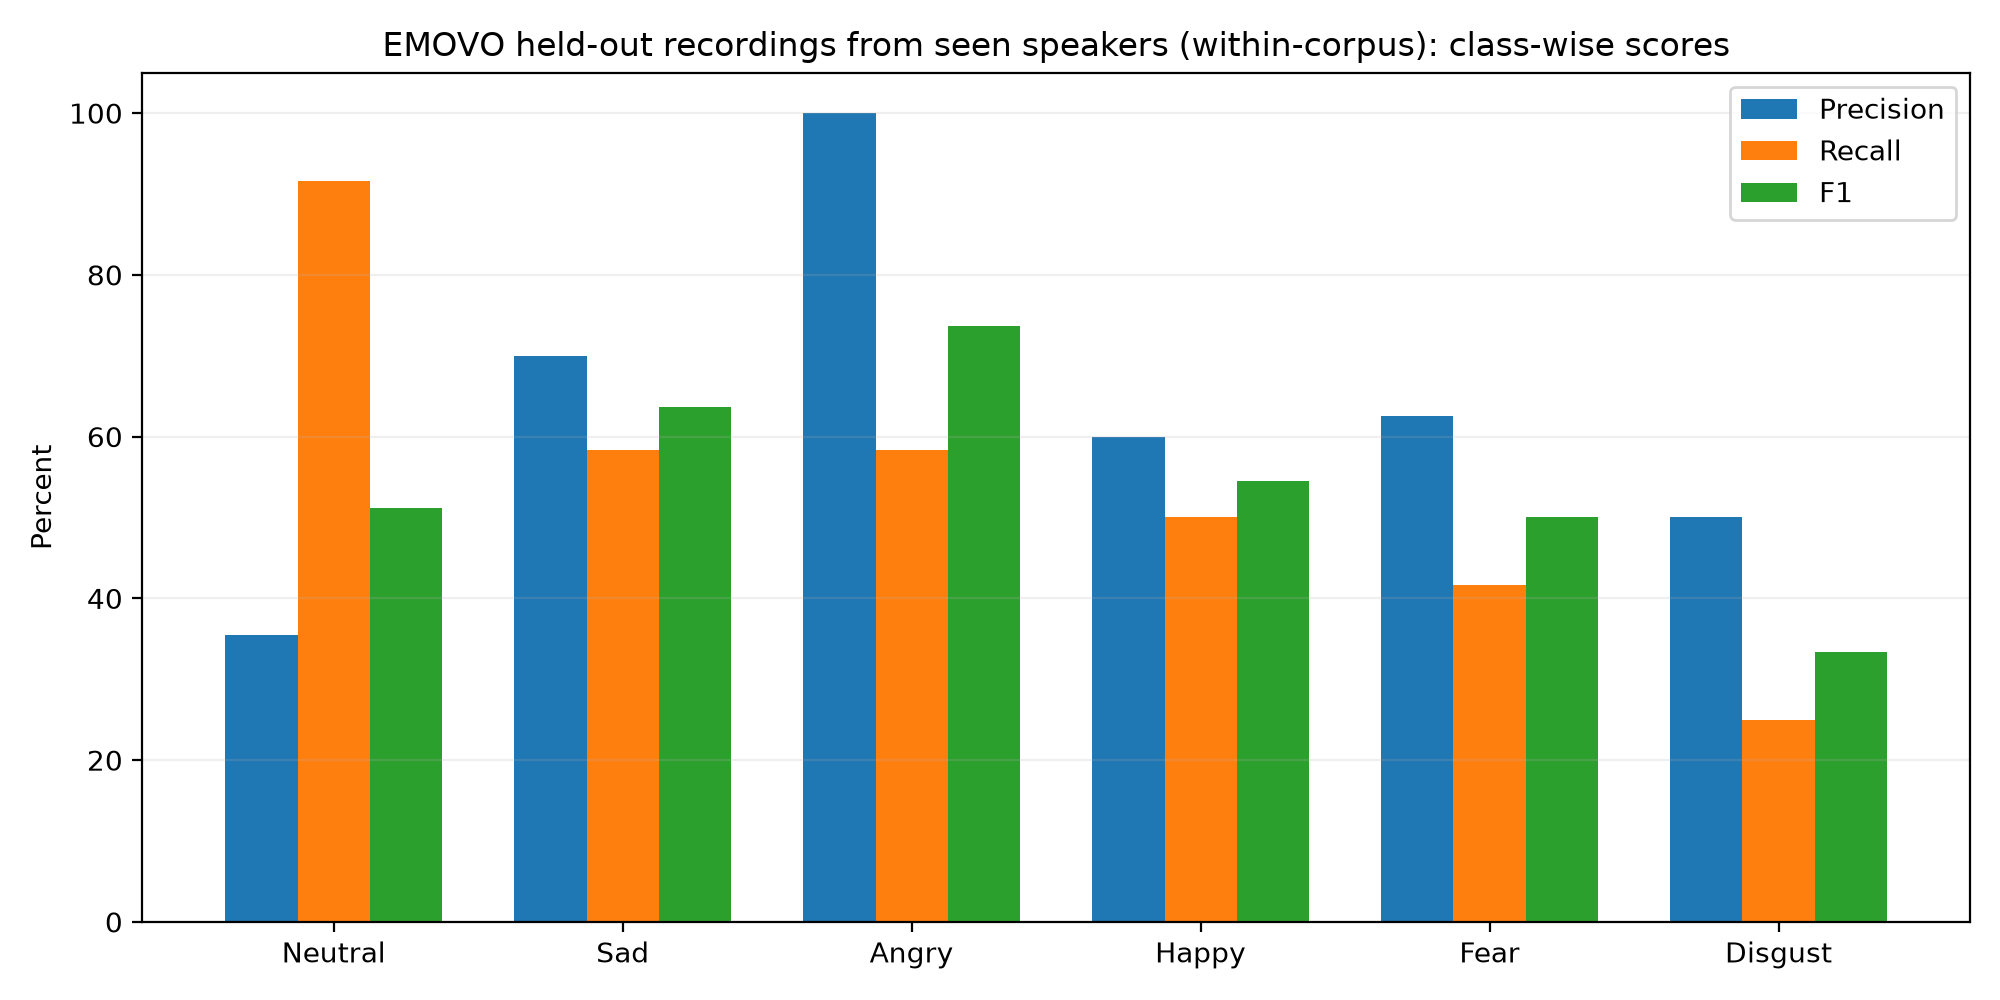 EMOVO held-out recordings from seen speakers (within-corpus): class-wise scores
Precision
Recall
F1
Percent
100
80
60
40
20
0
Neutral
Sad
Angry
Happy
Fear
Disgust